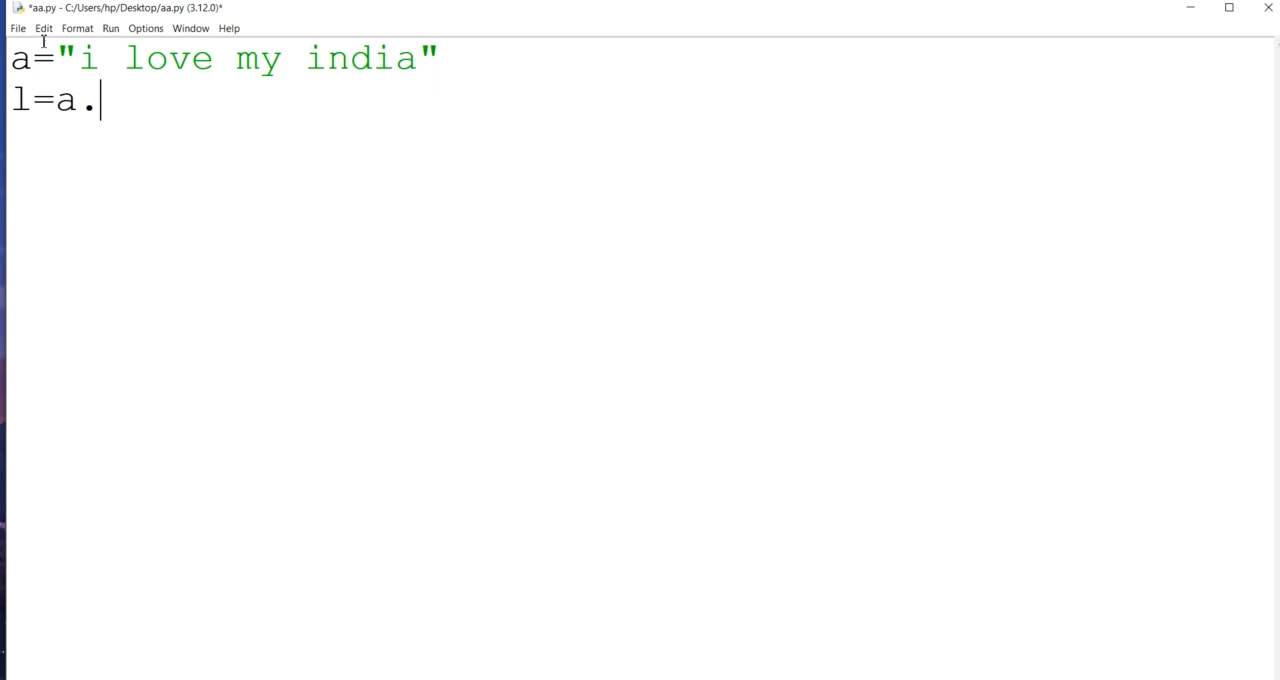 *aa.py - C:/Users/hp/Desktop/aa.py (3.12.0)*
File Edit Format Run Options Window Help
a="i love my india"
l=a.